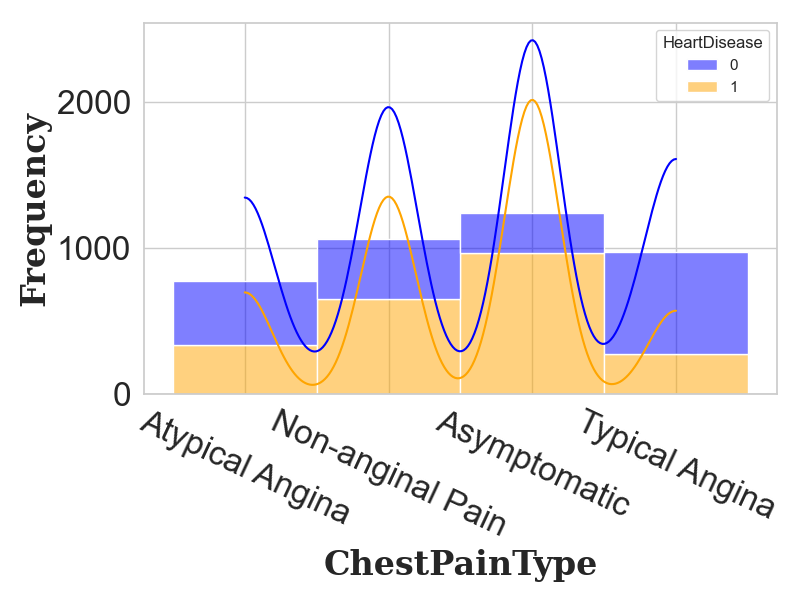 HeartDisease
0
1
Frequency
2000
1000
0
Atypical Angina
Non-anginal Pain
Asymptomatic
Typical Angina
ChestPainType